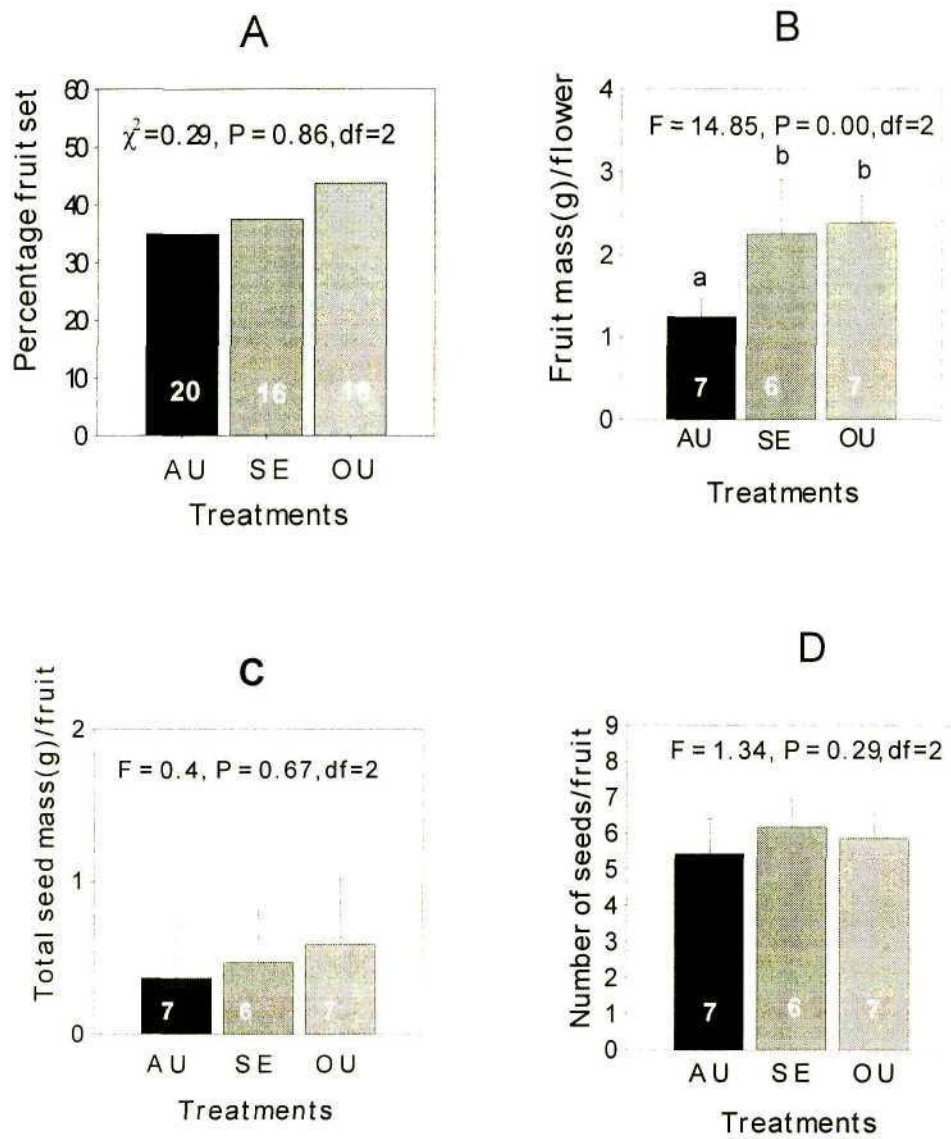 A
Percentage fruit set
60
50
40
30
20
10
0
χ²=0.29, P = 0.86, df=2
20
16
AU SE OU
Treatments
B
Fruit mass(g)/flower
4
3
2
1
0
F = 14.85, P = 0.00, df=2
a
b
b
7
6
7
AU SE OU
Treatments
C
Total seed mass(g)/fruit
2
1
0
F = 0.4, P = 0.67, df=2
7
6
7
AU SE OU
Treatments
D
Number of seeds/fruit
9
8
7
6
5
4
3
2
1
0
F = 1.34, P = 0.29, df=2
7
6
7
AU SE OU
Treatments